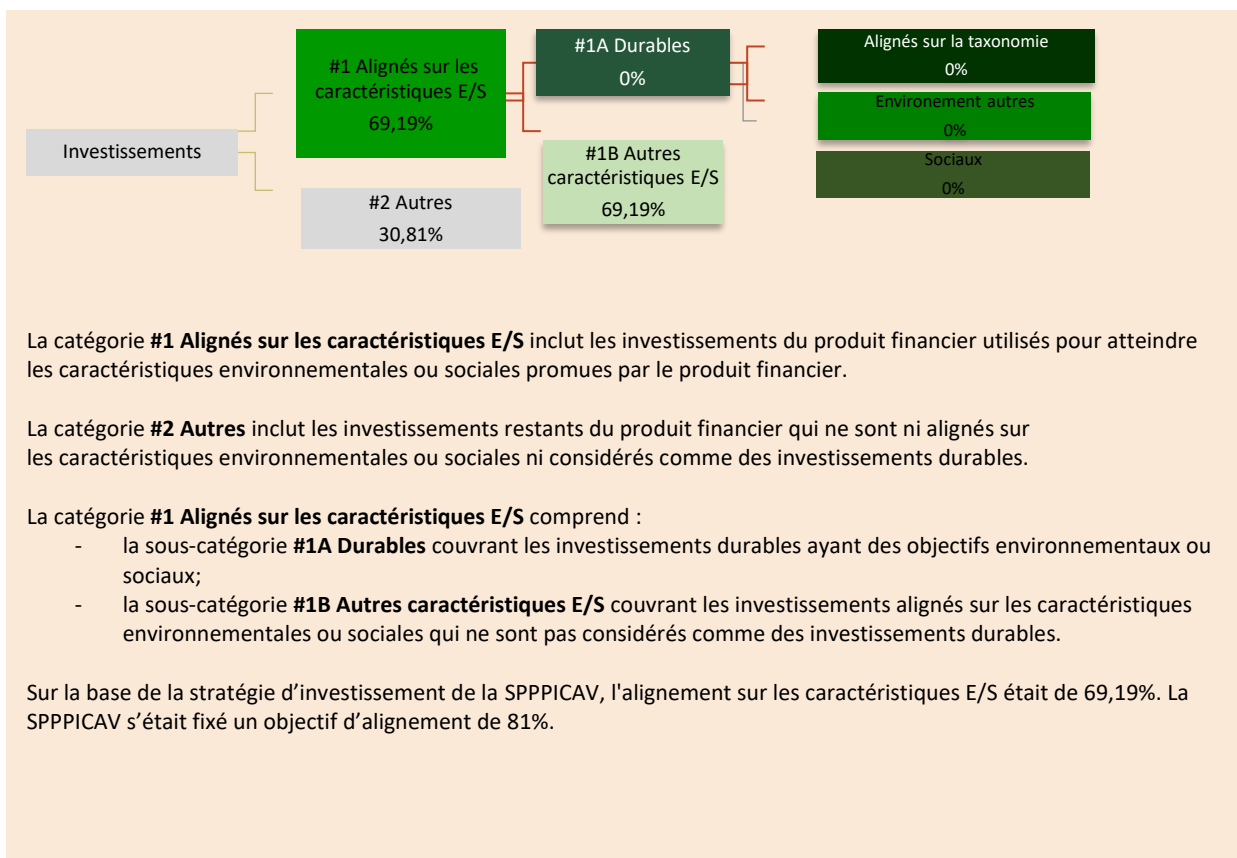 #1 Alignés sur les
caractéristiques E/S
69,19%
#1A Durables
0%
Alignés sur la taxonomie
0%
Environement autres
0%
Investissements
#1B Autres
caractéristiques E/S
69,19%
Sociaux
0%
#2 Autres
30,81%
La catégorie #1 Alignés sur les caractéristiques E/S inclut les investissements du produit financier utilisés pour atteindre
les caractéristiques environnementales ou sociales promues par le produit financier.
La catégorie #2 Autres inclut les investissements restants du produit financier qui ne sont ni alignés sur
les caractéristiques environnementales ou sociales ni considérés comme des investissements durables.
La catégorie #1 Alignés sur les caractéristiques E/S comprend :
- la sous-catégorie #1A Durables couvrant les investissements durables ayant des objectifs environnementaux ou
sociaux;
- la sous-catégorie #1B Autres caractéristiques E/S couvrant les investissements alignés sur les caractéristiques
environnementales ou sociales qui ne sont pas considérés comme des investissements durables.
Sur la base de la stratégie d’investissement de la SPPPICAV, l'alignement sur les caractéristiques E/S était de 69,19%. La
SPPPICAV s’était fixé un objectif d’alignement de 81%.